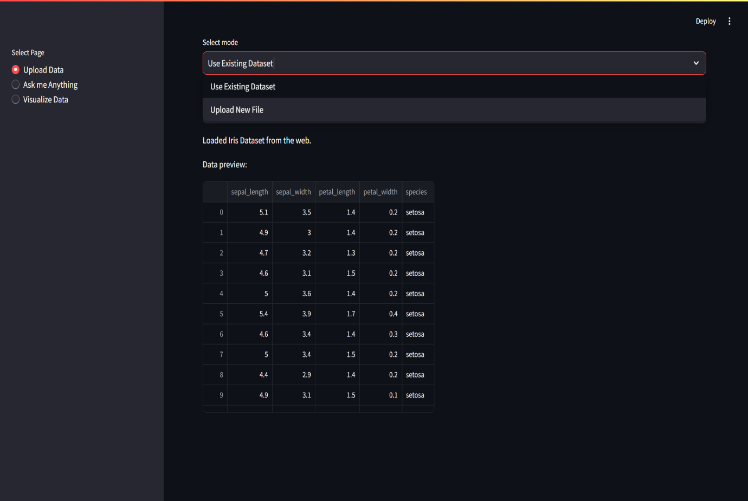 Deploy
Select Page
Upload Data
Ask me Anything
Visualize Data
Select mode
Use Existing Dataset
Use Existing Dataset
Upload New File
Loaded Iris Dataset from the web.
Data preview:
sepal_length sepal_width petal_length petal_width species
0 5.1 3.5 1.4 0.2 setosa
1 4.9 3 1.4 0.2 setosa
2 4.7 3.2 1.3 0.2 setosa
3 4.6 3.1 1.5 0.2 setosa
4 5 3.6 1.4 0.2 setosa
5 5.4 3.9 1.7 0.4 setosa
6 4.6 3.4 1.4 0.3 setosa
7 5 3.4 1.5 0.2 setosa
8 4.4 2.9 1.4 0.2 setosa
9 4.9 3.1 1.5 0.1 setosa